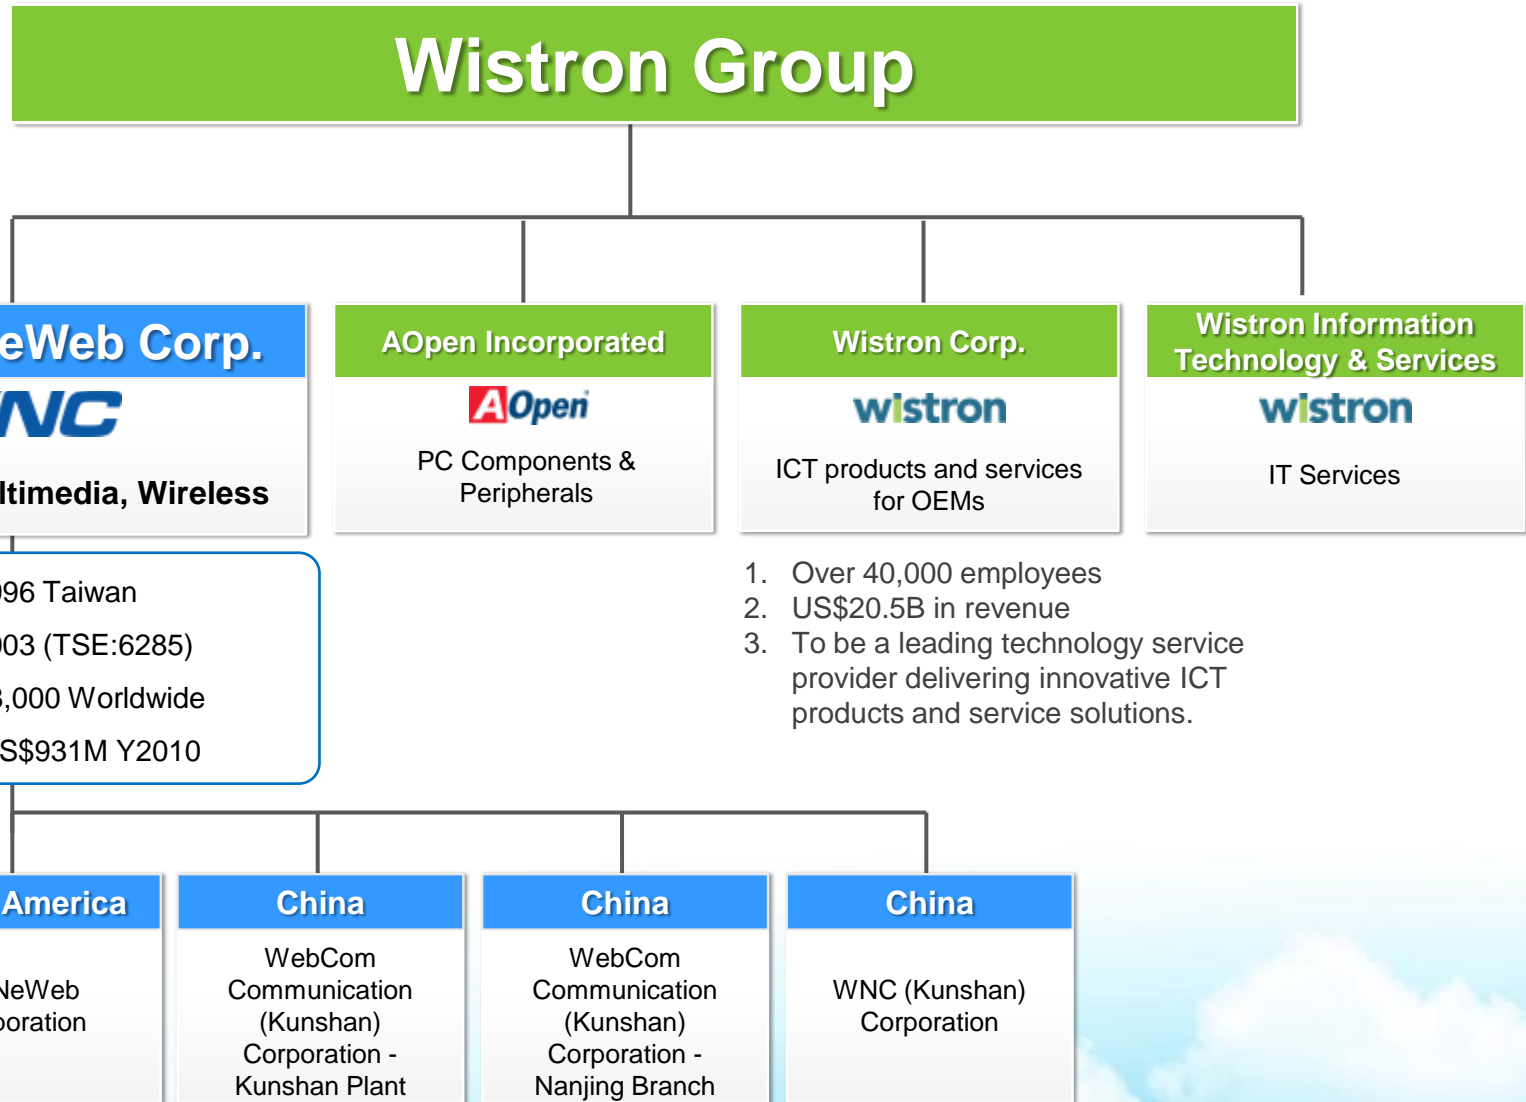 Wistron Group
eWeb Corp.
NC
ltimedia, Wireless
AOpen Incorporated
AOpen
PC Components &
Peripherals
Wistron Corp.
wistron
ICT products and services
for OEMs
Wistron Information
Technology & Services
wistron
IT Services
96 Taiwan
03 (TSE:6285)
,000 Worldwide
S$931M Y2010
1. Over 40,000 employees
2. US$20.5B in revenue
3. To be a leading technology service
provider delivering innovative ICT
products and service solutions.
America
NeWeb
oration
China
WebCom
Communication
(Kunshan)
Corporation -
Kunshan Plant
China
WebCom
Communication
(Kunshan)
Corporation -
Nanjing Branch
China
WNC (Kunshan)
Corporation